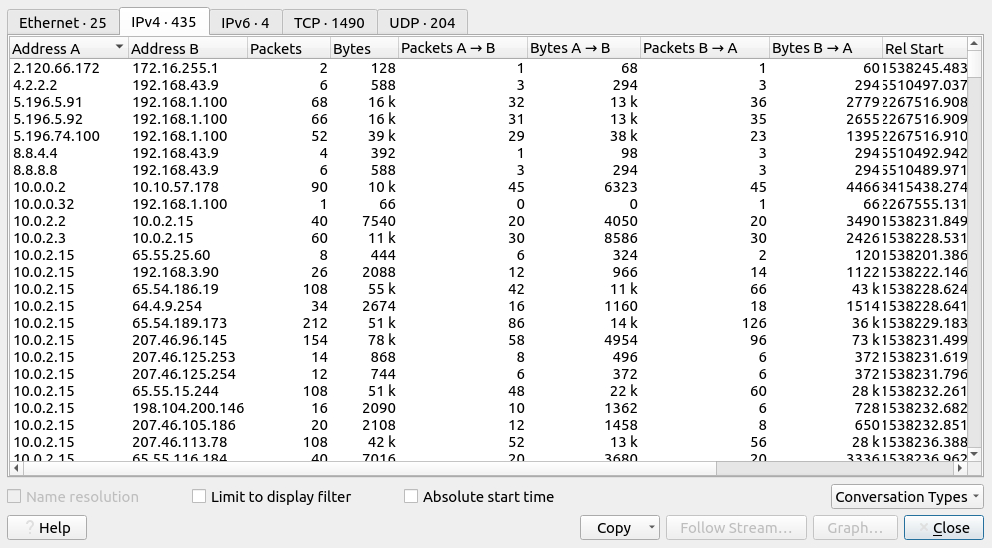 Ethernet · 25 IPv4 · 435 IPv6 · 4 TCP · 1490 UDP · 204
Address A Address B Packets Bytes Packets A → B Bytes A → B Packets B → A Bytes B → A Rel Start
2.120.66.172 172.16.255.1 2 128 1 68 1 60 1538245.483
4.2.2.2 192.168.43.9 6 588 3 294 3 294 5510497.037
5.196.5.91 192.168.1.100 68 16 k 32 13 k 36 2779 2267516.908
5.196.5.92 192.168.1.100 66 16 k 31 13 k 35 2655 2267516.909
5.196.74.100 192.168.1.100 52 39 k 29 38 k 23 1395 2267516.910
8.8.4.4 192.168.43.9 4 392 1 98 3 294 5510492.942
8.8.8.8 192.168.43.9 6 588 3 294 3 294 5510489.971
10.0.0.2 10.10.57.178 90 10 k 45 6323 45 4466 3415438.274
10.0.0.32 192.168.1.100 1 66 0 0 1 66 2267555.131
10.0.2.2 10.0.2.15 40 7540 20 4050 20 3490 1538231.849
10.0.2.3 10.0.2.15 60 11 k 30 8586 30 2426 1538228.531
10.0.2.15 65.55.25.60 8 444 6 324 2 120 1538201.386
10.0.2.15 192.168.3.90 26 2088 12 966 14 1122 1538222.146
10.0.2.15 65.54.186.19 108 55 k 42 11 k 66 43 k 1538228.624
10.0.2.15 64.4.9.254 34 2674 16 1160 18 1514 1538228.641
10.0.2.15 65.54.189.173 212 51 k 86 14 k 126 36 k 1538229.183
10.0.2.15 207.46.96.145 154 78 k 58 4954 96 73 k 1538231.499
10.0.2.15 207.46.125.253 14 868 8 496 6 372 1538231.619
10.0.2.15 207.46.125.254 12 744 6 372 6 372 1538231.796
10.0.2.15 65.55.15.244 108 51 k 48 22 k 60 28 k 1538232.261
10.0.2.15 198.104.200.146 16 2090 10 1362 6 728 1538232.682
10.0.2.15 207.46.105.186 20 2108 12 1458 8 650 1538232.851
10.0.2.15 207.46.113.78 108 42 k 52 13 k 56 28 k 1538236.388
10.0.2.15 65.55.116.184 40 7016 20 3680 20 3336 1538236.962
Name resolution Limit to display filter Absolute start time Conversation Types
? Help Copy Follow Stream... Graph... Close